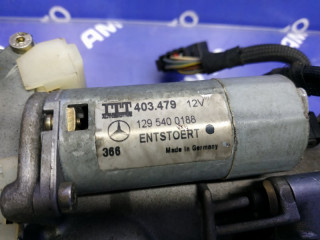 ITT 403.479 12V
129 540 0188
ENTSTOERT
366 Made in Germany